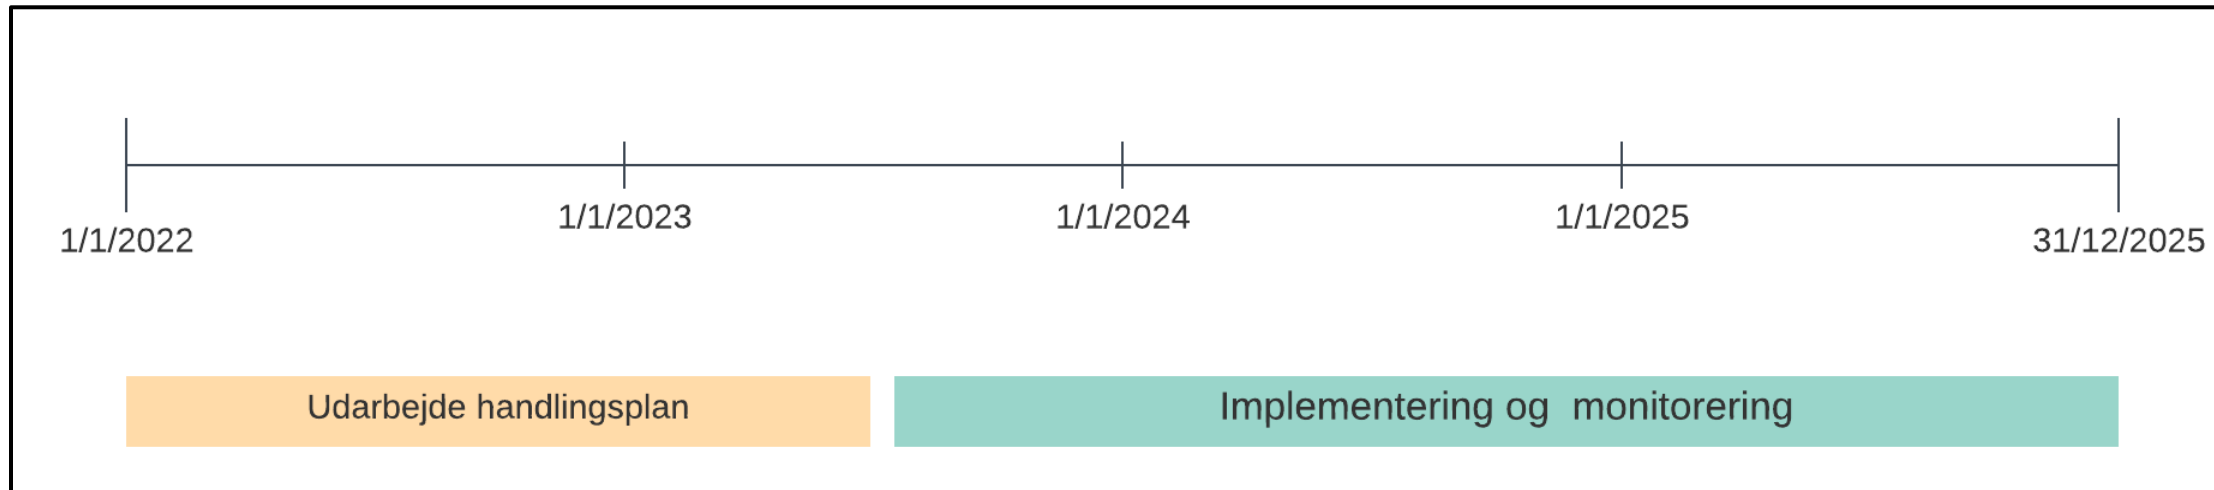 1/1/2022
1/1/2023
1/1/2024
1/1/2025
31/12/2025
Udarbejde handlingsplan
Implementering og  monitorering